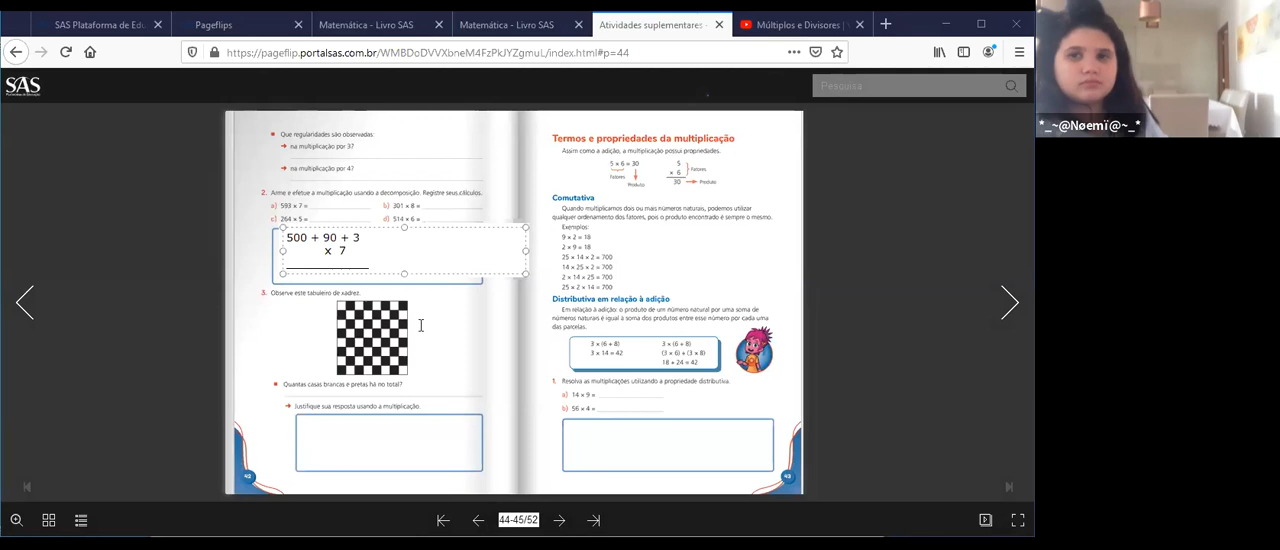 SAS Plataforma de Edu
Pageflips
Matemática - Livro SAS
Matemática - Livro SAS
Atividades suplementares -
Múltiplos e Divisores |
https://pageflip.portalsas.com.br/WMBDoDVVXbneM4FzPkJYZgmuL/index.html#p=44
SAS
Pesquisa
*_~@Nøemï@~_*
Que regularidades são observadas:
na multiplicação por 3?
na multiplicação por 4?
2. Arme e efetue a multiplicação usando a decomposição. Registre seus cálculos.
a) 593 x 7 =
b) 301 x 8 =
c) 264 x 5 =
d) 514 x 6 =
500 + 90 + 3
x 7
3. Observe este tabuleiro de xadrez.
Quantas casas brancas e pretas há no total?
Justifique sua resposta usando a multiplicação.
42
Termos e propriedades da multiplicação
Assim como a adição, a multiplicação possui propriedades.
5 x 6 = 30
Fatores
Produto
5
x 6
30
Fatores
Produto
Comutativa
Quando multiplicamos dois ou mais números naturais, podemos utilizar
qualquer ordenamento dos fatores, pois o produto encontrado é sempre o mesmo.
Exemplos:
9 x 2 = 18
2 x 9 = 18
25 x 14 x 2 = 700
14 x 25 x 2 = 700
2 x 14 x 25 = 700
25 x 2 x 14 = 700
Distributiva em relação à adição
Em relação à adição: o produto de um número natural por uma soma de
números naturais é igual à soma dos produtos entre esse número por cada uma
das parcelas.
3 x (6 + 8)
3 x 14 = 42
3 x (6 + 8)
(3 x 6) + (3 x 8)
18 + 24 = 42
1. Resolva as multiplicações utilizando a propriedade distributiva.
a) 14 x 9 =
b) 56 x 4 =
43
44-45/52